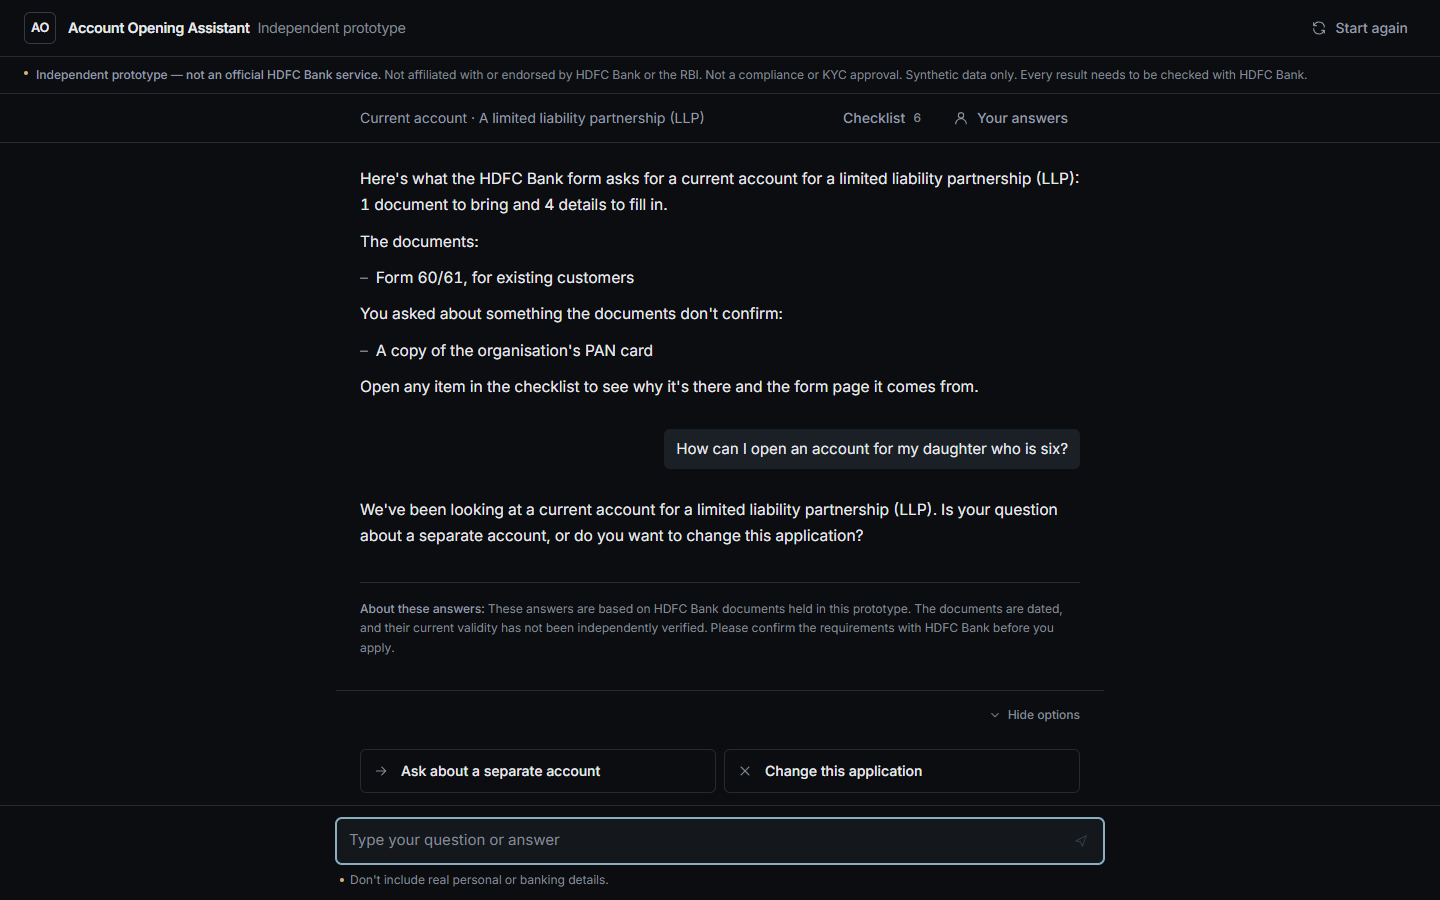 AO Account Opening Assistant Independent prototype Start again
Independent prototype — not an official HDFC Bank service. Not affiliated with or endorsed by HDFC Bank or the RBI. Not a compliance or KYC approval. Synthetic data only. Every result needs to be checked with HDFC Bank.
Current account · A limited liability partnership (LLP) Checklist 6 Your answers
Here's what the HDFC Bank form asks for a current account for a limited liability partnership (LLP):
1 document to bring and 4 details to fill in.
The documents:
– Form 60/61, for existing customers
You asked about something the documents don't confirm:
– A copy of the organisation's PAN card
Open any item in the checklist to see why it's there and the form page it comes from.
How can I open an account for my daughter who is six?
We've been looking at a current account for a limited liability partnership (LLP). Is your question
about a separate account, or do you want to change this application?
About these answers: These answers are based on HDFC Bank documents held in this prototype. The documents are dated,
and their current validity has not been independently verified. Please confirm the requirements with HDFC Bank before you
apply.
Hide options
Ask about a separate account Change this application
Type your question or answer
Don't include real personal or banking details.